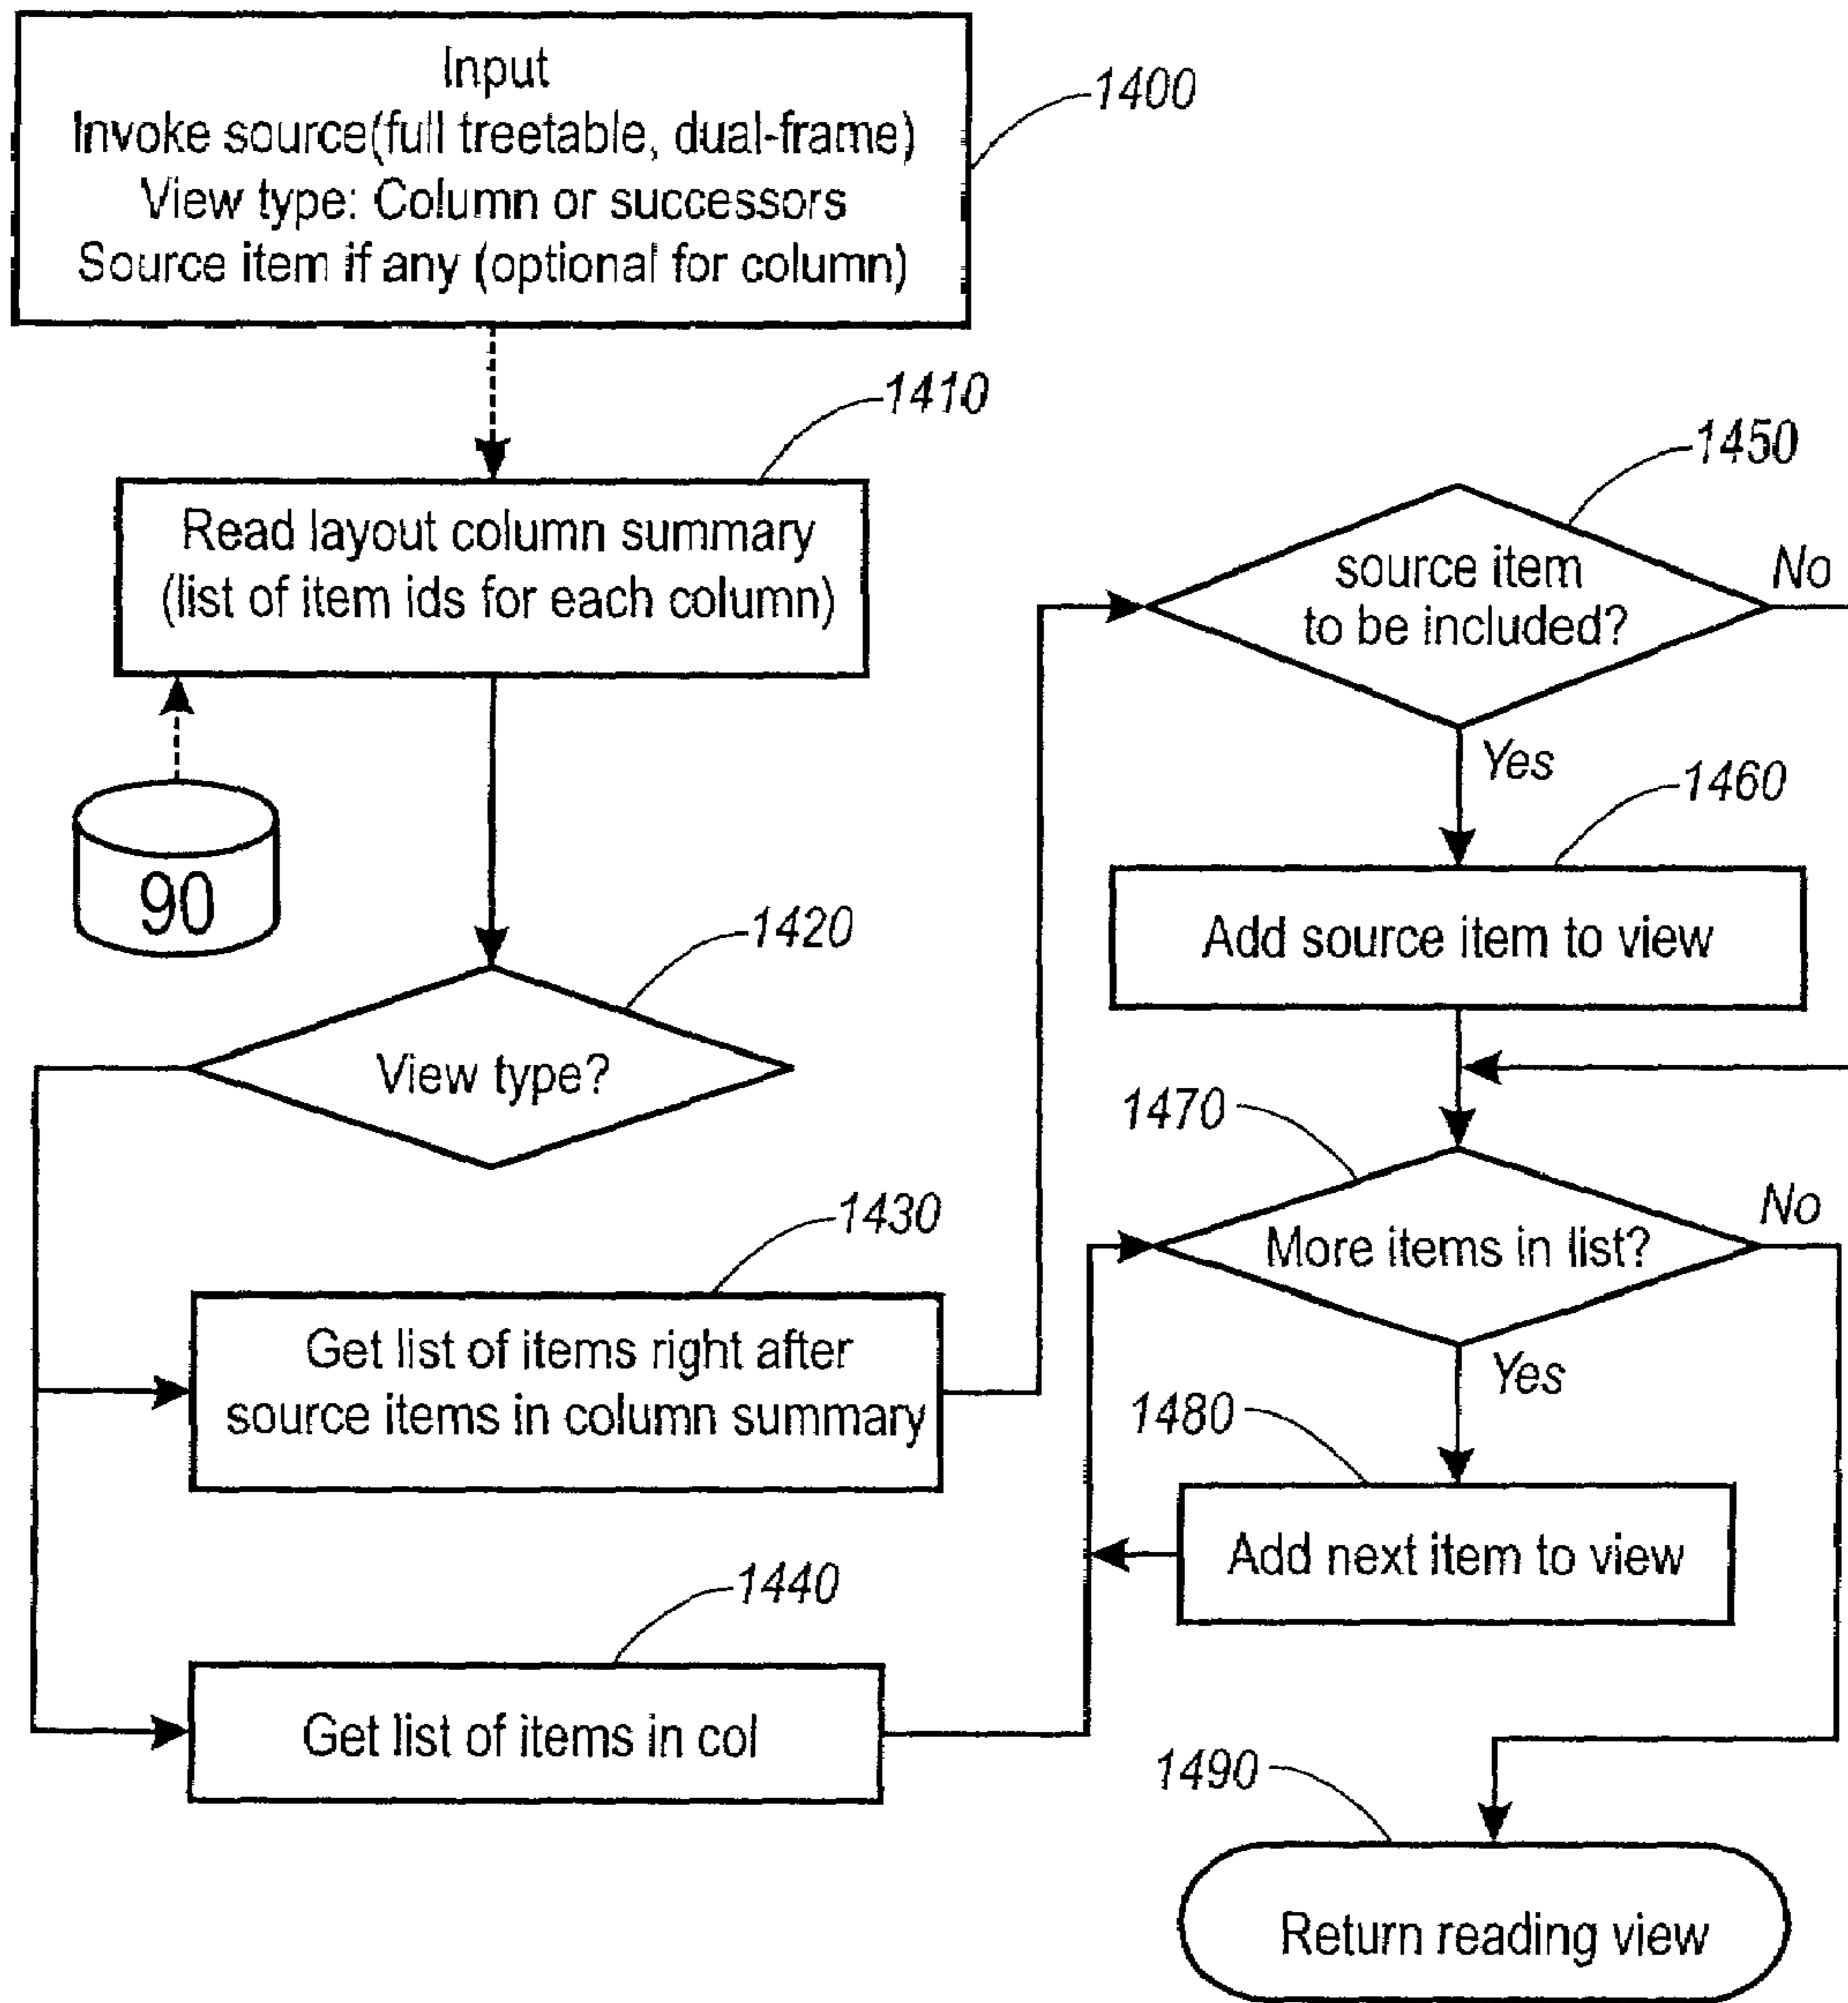 Input
Invoke source(full treetable, dual-frame)
View type: Column or successors
Source item if any (optional for column)
1400
1410
Read layout column summary
(list of item ids for each column)
90
1420
View type?
1430
Get list of items right after
source items in column summary
1440
Get list of items in col
1450
source item
to be included?
No
Yes
1460
Add source item to view
1470
More items in list?
No
Yes
1480
Add next item to view
1490
Return reading view